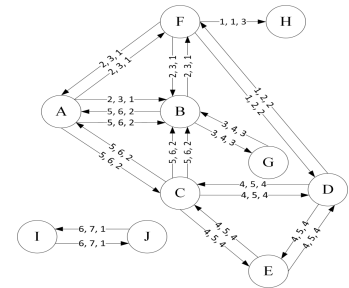 F
1, 1, 3
H
2, 3, 1
2, 3, 1
2, 3, 1
2, 3, 1
1, 2, 2
1, 2, 2
A
2, 3, 1
5, 6, 2
5, 6, 2
B
3, 4, 3
3, 4, 3
G
5, 6, 2
5, 6, 2
5, 6, 2
5, 6, 2
C
4, 5, 4
4, 5, 4
D
4, 5, 4
4, 5, 4
4, 5, 4
4, 5, 4
I
6, 7, 1
6, 7, 1
J
E